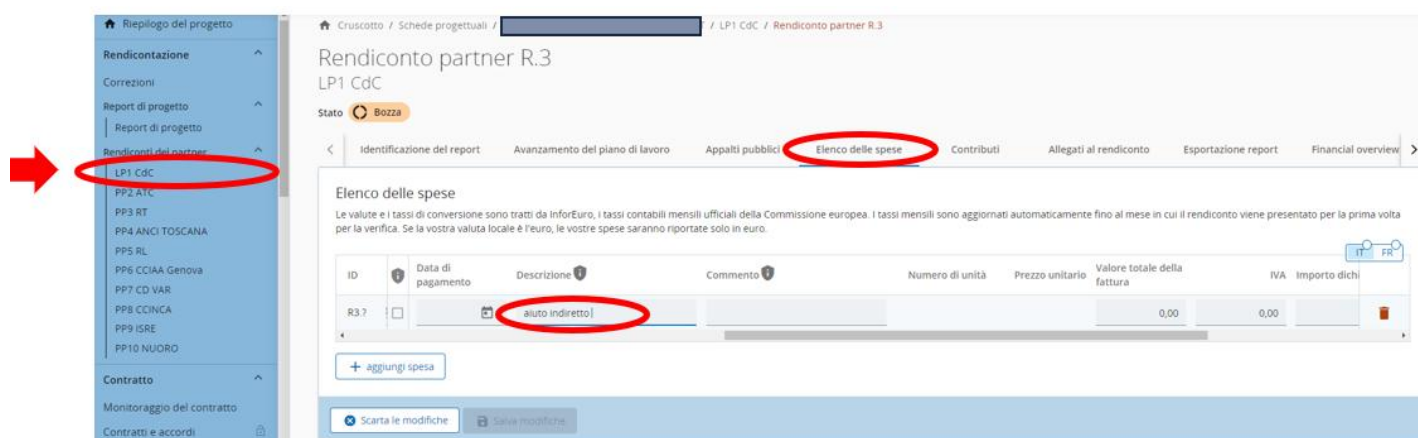 Riepilogo del progetto
Rendicontazione
Correzioni
Report di progetto
Report di progetto
Rendiconti dei partner
LP1 CdC
PP2 ATC
PP3 RT
PP4 ANCI TOSCANA
PP5 RL
PP6 CCIAA Genova
PP7 CD VAR
PP8 CCINCA
PP9 ISRE
PP10 NUORO
Contratto
Monitoraggio del contratto
Contratti e accordi
Cruscotto / Schede progettuali / / LP1 CdC / Rendiconto partner R.3
Rendiconto partner R.3
LP1 CdC
Stato Bozza
< Identificazione del report Avanzamento del piano di lavoro Appalti pubblici Elenco delle spese Contributi Allegati al rendiconto Esportazione report Financial overview >
Elenco delle spese
Le valute e i tassi di conversione sono tratti da InforEuro, i tassi contabili mensili ufficiali della Commissione europea. I tassi mensili sono aggiornati automaticamente fino al mese in cui il rendiconto viene presentato per la prima volta
per la verifica. Se la vostra valuta locale è l'euro, le vostre spese saranno riportate solo in euro.
IT FR
ID Data di pagamento Descrizione Commento Numero di unità Prezzo unitario Valore totale della fattura IVA Importo dichi
R3.? aiuto indiretto 0,00 0,00
+ aggiungi spesa
Scarta le modifiche Salva modifiche